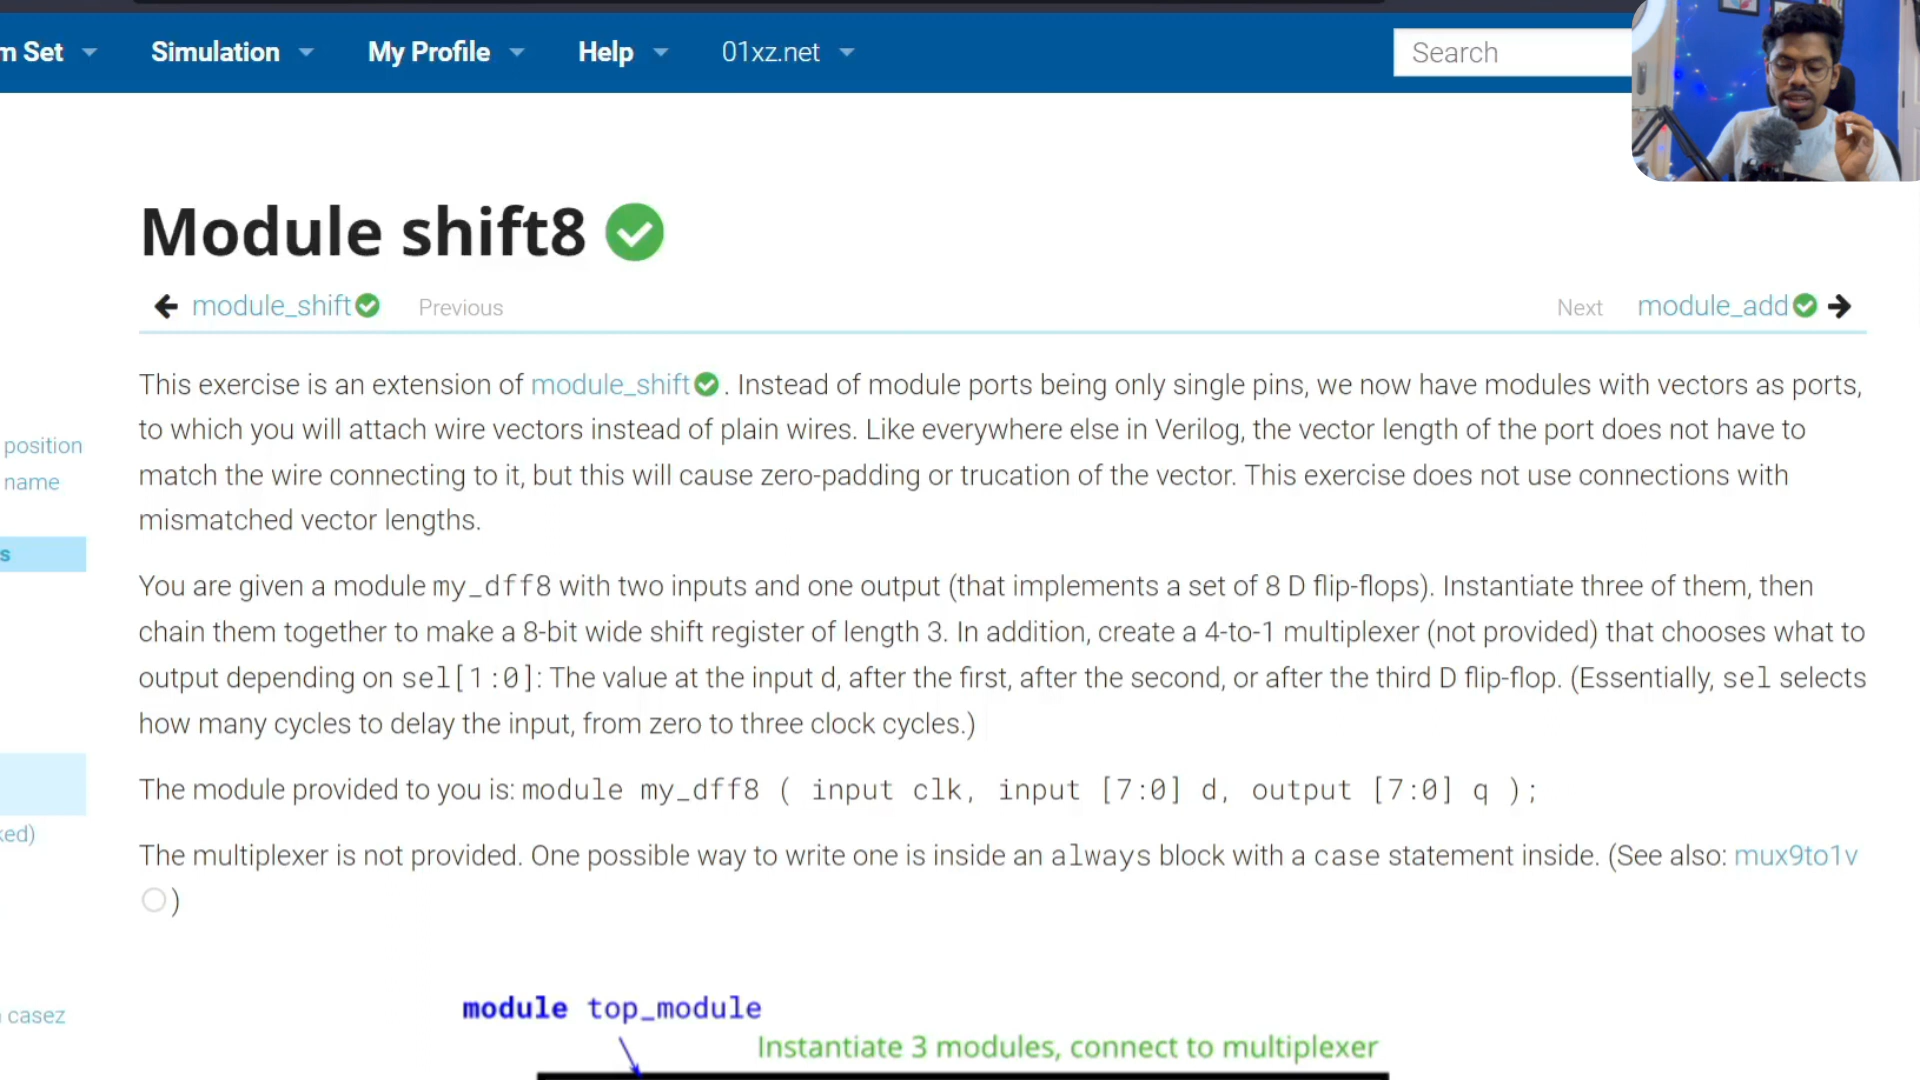 m Set Simulation My Profile Help 01xz.net Search
Module shift8
module_shift Previous Next module_add
This exercise is an extension of module_shift. Instead of module ports being only single pins, we now have modules with vectors as ports,
to which you will attach wire vectors instead of plain wires. Like everywhere else in Verilog, the vector length of the port does not have to
match the wire connecting to it, but this will cause zero-padding or trucation of the vector. This exercise does not use connections with
mismatched vector lengths.
You are given a module my_dff8 with two inputs and one output (that implements a set of 8 D flip-flops). Instantiate three of them, then
chain them together to make a 8-bit wide shift register of length 3. In addition, create a 4-to-1 multiplexer (not provided) that chooses what to
output depending on sel[1:0]: The value at the input d, after the first, after the second, or after the third D flip-flop. (Essentially, sel selects
how many cycles to delay the input, from zero to three clock cycles.)
The module provided to you is: module my_dff8 ( input clk, input [7:0] d, output [7:0] q );
The multiplexer is not provided. One possible way to write one is inside an always block with a case statement inside. (See also: mux9to1v
)
module top_module
Instantiate 3 modules, connect to multiplexer
position
name
s
ked)
casez